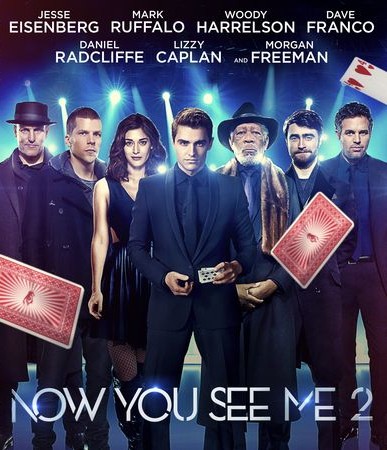 JESSE MARK WOODY DAVE
EISENBERG RUFFALO HARRELSON FRANCO
DANIEL LIZZY MORGAN
RADCLIFFE CAPLAN AND FREEMAN
NOW YOU SEE ME 2